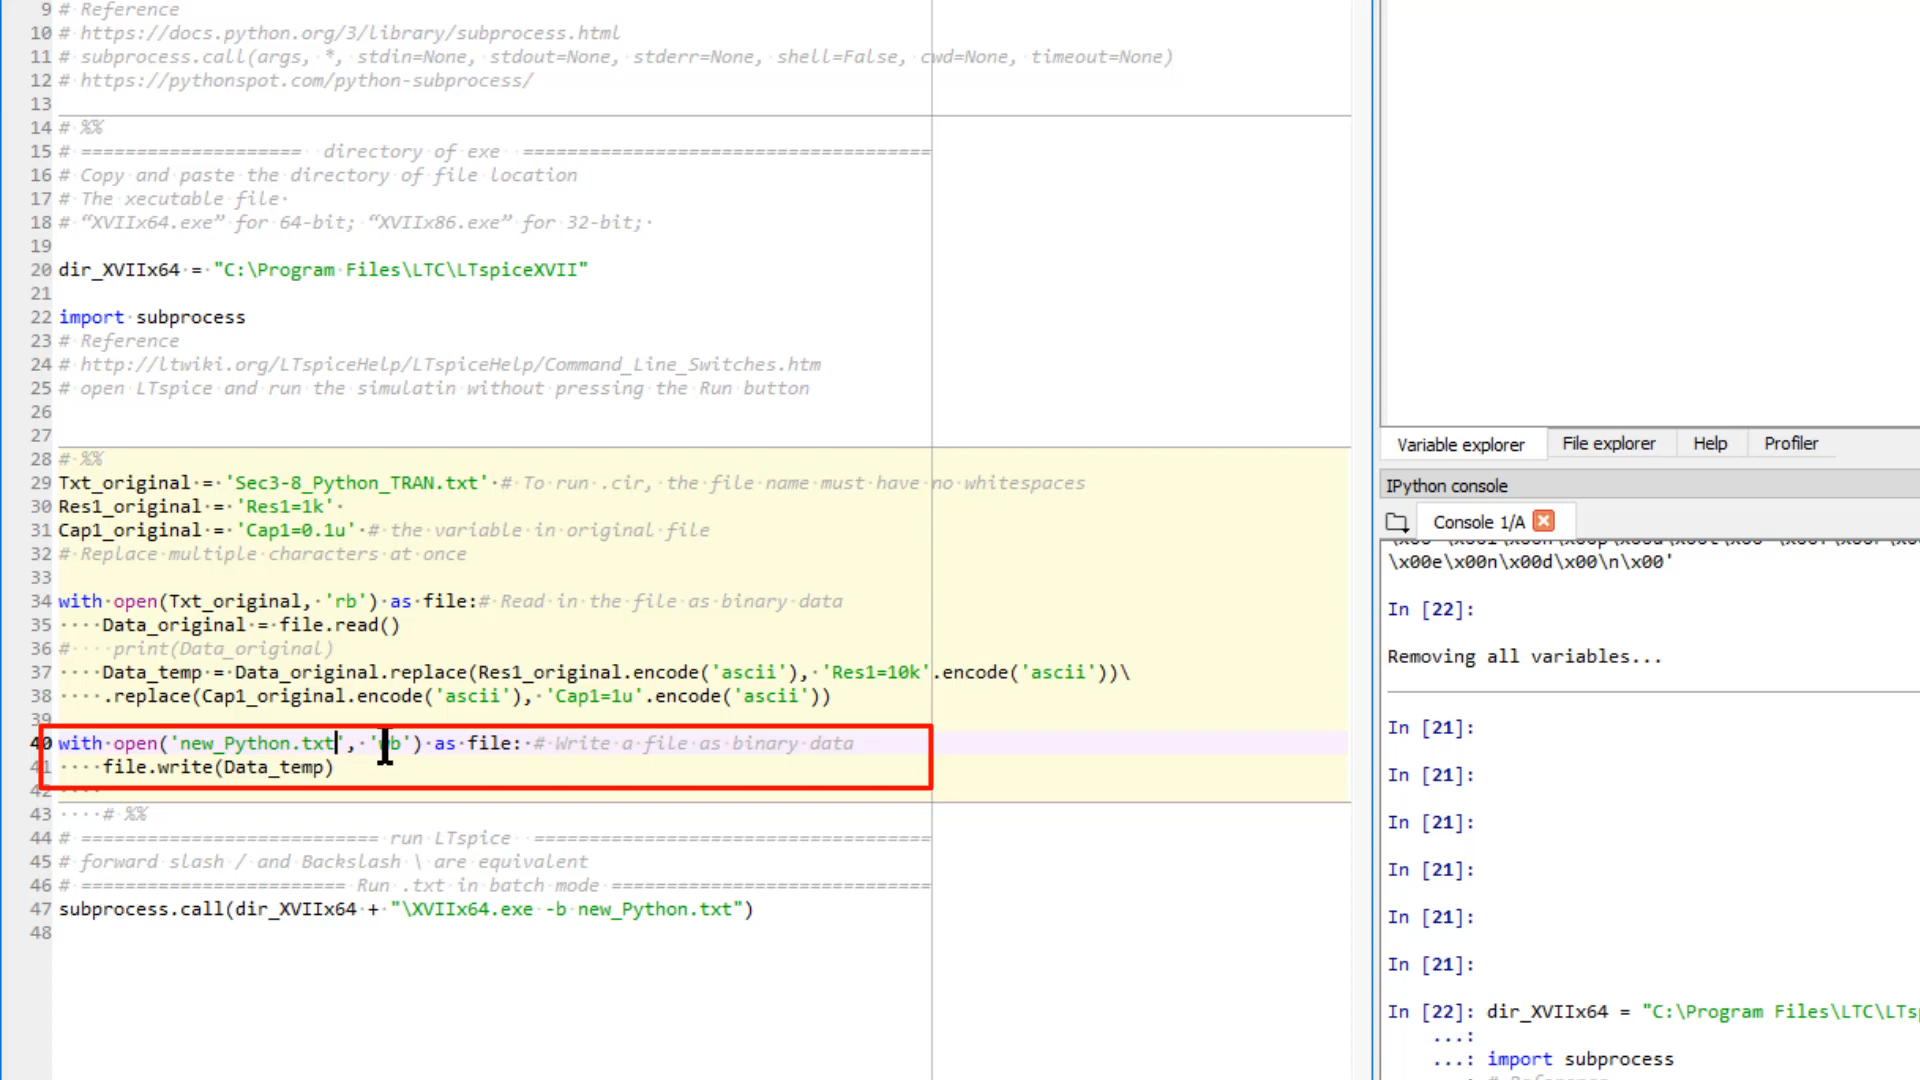 9 # Reference
10 # https://docs.python.org/3/library/subprocess.html
11 # subprocess.call(args, *, stdin=None, stdout=None, stderr=None, shell=False, cwd=None, timeout=None)
12 # https://pythonspot.com/python-subprocess/
13
14 # %%
15 # ==================== directory of exe =====================================
16 # Copy and paste the directory of file location
17 # The xecutable file
18 # “XVIIx64.exe” for 64-bit; “XVIIx86.exe” for 32-bit;
19
20 dir_XVIIx64 = "C:\Program Files\LTC\LTspiceXVII"
21
22 import subprocess
23 # Reference
24 # http://ltwiki.org/LTspiceHelp/LTspiceHelp/Command_Line_Switches.htm
25 # open LTspice and run the simulatin without pressing the Run button
26
27
28 # %%
29 Txt_original = 'Sec3-8_Python_TRAN.txt' # To run .cir, the file name must have no whitespaces
30 Res1_original = 'Res1=1k'
31 Cap1_original = 'Cap1=0.1u' # the variable in original file
32 # Replace multiple characters at once
33
34 with open(Txt_original, 'rb') as file:# Read in the file as binary data
35     Data_original = file.read()
36 #    print(Data_original)
37     Data_temp = Data_original.replace(Res1_original.encode('ascii'), 'Res1=10k'.encode('ascii'))\
38     .replace(Cap1_original.encode('ascii'), 'Cap1=1u'.encode('ascii'))
39
40 with open('new_Python.txt', 'wb') as file: # Write a file as binary data
41     file.write(Data_temp)
42
43     # %%
44 # =========================== run LTspice ====================================
45 # forward slash / and Backslash \ are equivalent
46 # ======================== Run .txt in batch mode =============================
47 subprocess.call(dir_XVIIx64 + "\XVIIx64.exe -b new_Python.txt")
48
Variable explorer File explorer Help Profiler
IPython console
Console 1/A
\x00e\x00n\x00d\x00\n\x00'
In [22]:
Removing all variables...
In [21]:
In [21]:
In [21]:
In [21]:
In [21]:
In [21]:
In [22]: dir_XVIIx64 = "C:\Program Files\LTC\LTs
...:
...: import subprocess